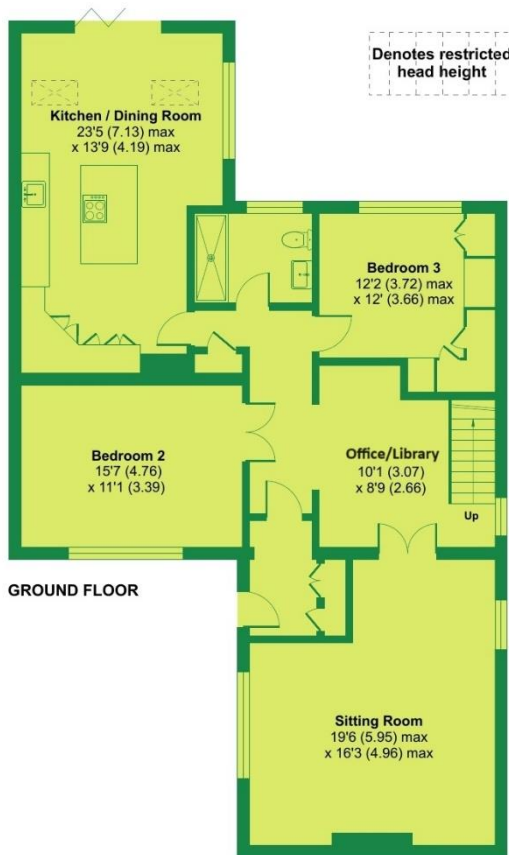 Denotes restricted
head height
Kitchen / Dining Room
23'5 (7.13) max
x 13'9 (4.19) max
Bedroom 3
12'2 (3.72) max
x 12' (3.66) max
Bedroom 2
15'7 (4.76)
x 11'1 (3.39)
Office/Library
10'1 (3.07)
x 8'9 (2.66)
Up
GROUND FLOOR
Sitting Room
19'6 (5.95) max
x 16'3 (4.96) max